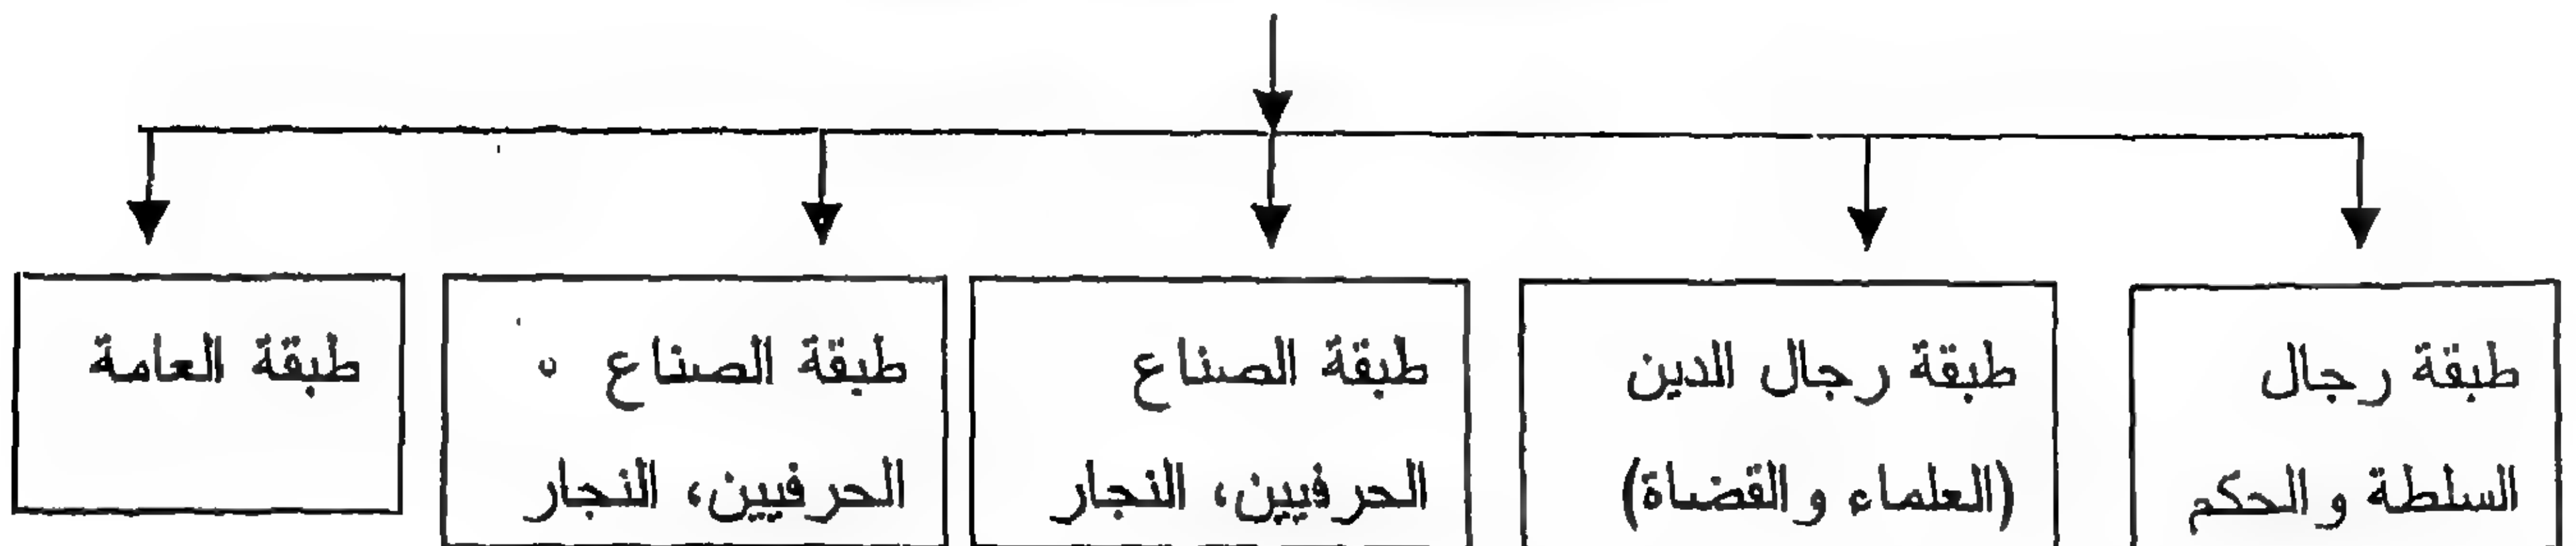 طبقة رجال
السلطة والحكم
طبقة رجال الدين
(العلماء والقضاة)
طبقة الصناع
الحرفيين، النجار
طبقة الصناع
الحرفيين، النجار
طبقة العامة